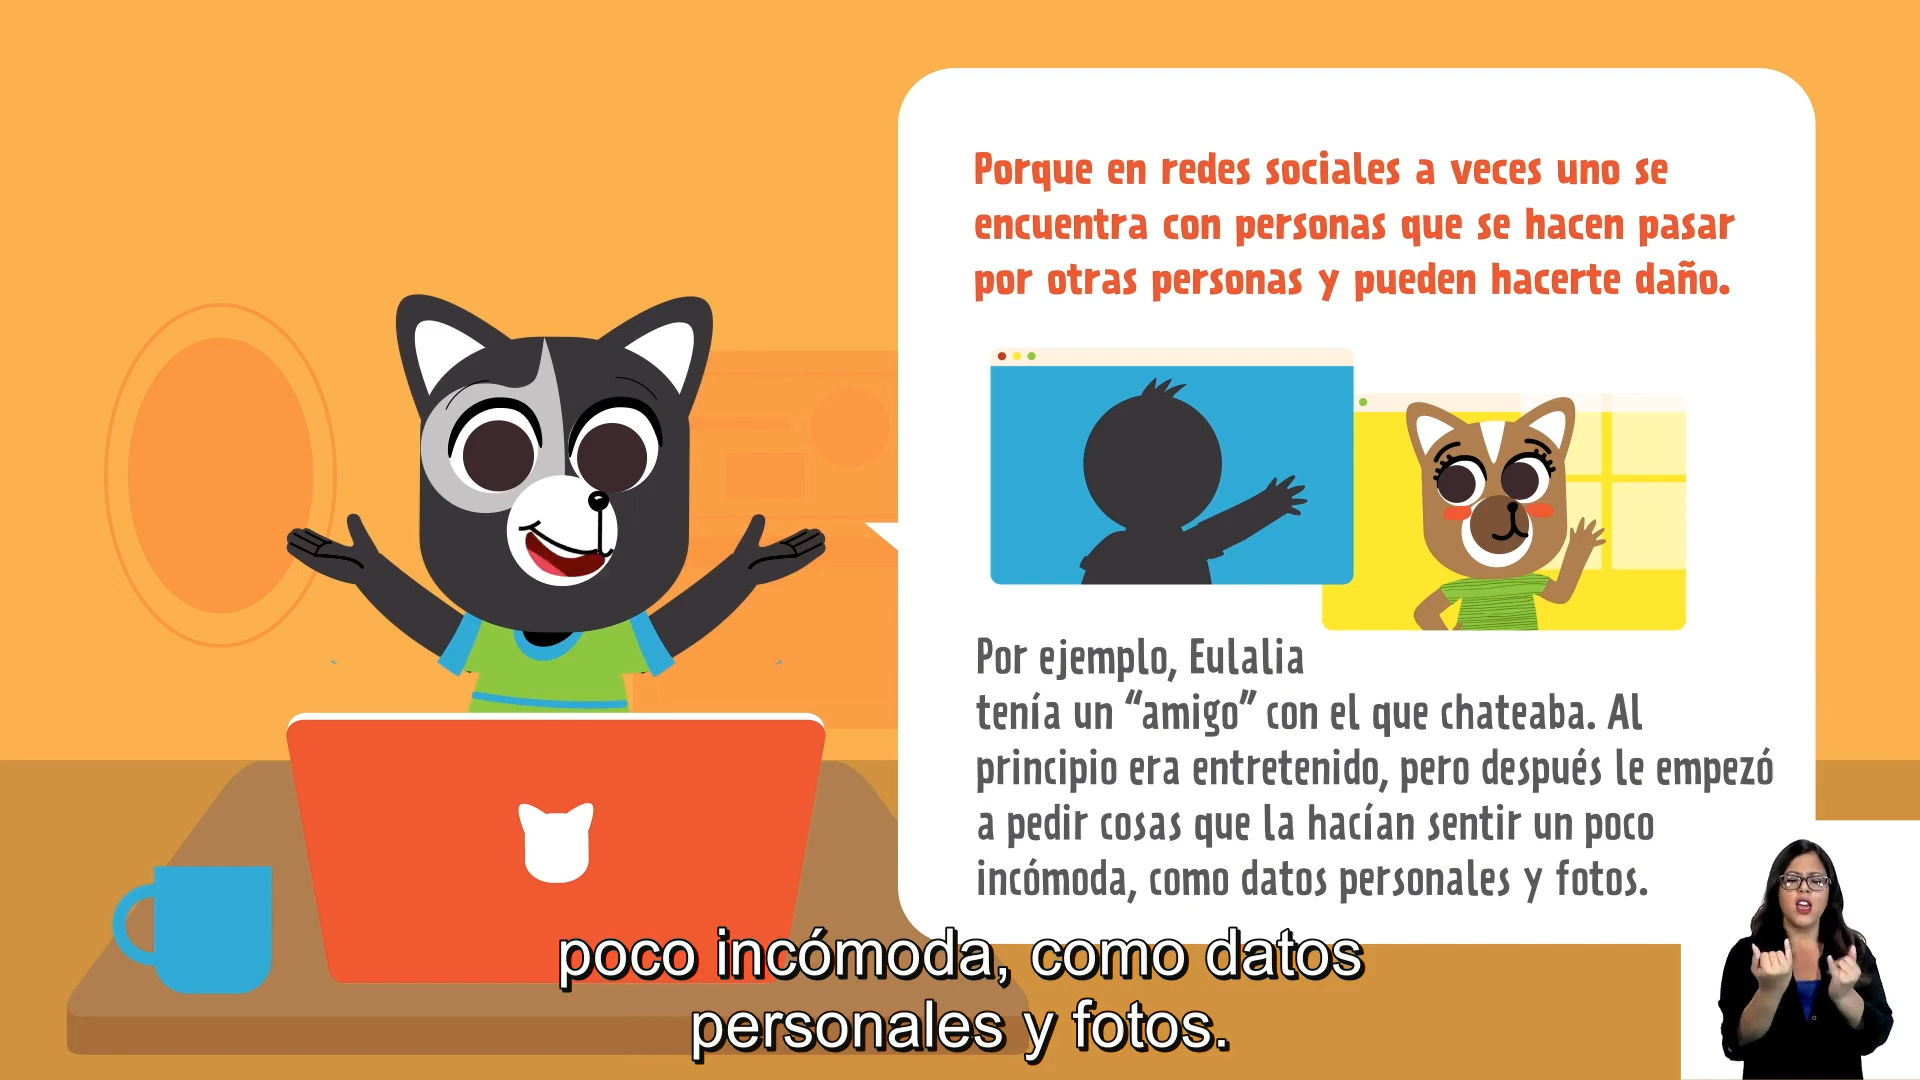 Porque en redes sociales a veces uno se
encuentra con personas que se hacen pasar
por otras personas y pueden hacerte daño.
Por ejemplo, Eulalia
tenía un “amigo” con el que chateaba. Al
principio era entretenido, pero después le empezó
a pedir cosas que la hacían sentir un poco
incómoda, como datos personales y fotos.
poco incómoda, como datos
personales y fotos.